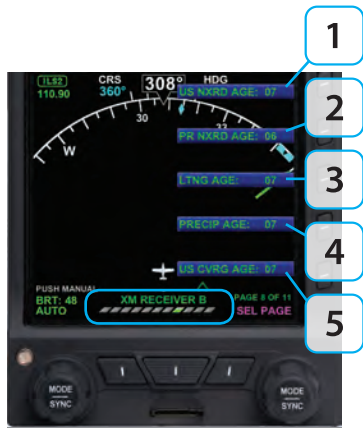 1
ILS2
CRS
308°
HDG
110.90
360°
US NXRD AGE: 07
2
30
PR NXRD AGE: 06
W
3
LTNG AGE: 07
4
PRECIP AGE: 07
US CVRG AGE: 07
5
PUSH MANUAL
BRT: 48
XM RECEIVER B
PAGE 8 OF 11
AUTO
SEL PAGE
MODE
SYNC
MODE
SYNC